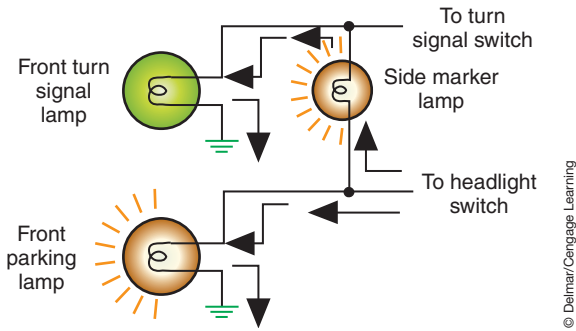 To turn
signal switch
Front turn
signal
lamp
Side marker
lamp
To headlight
switch
Front
parking
lamp
© Delmar/Cengage Learning